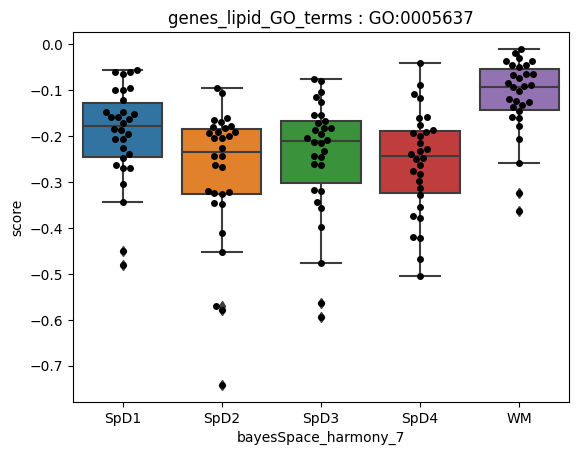 genes_lipid_GO_terms : GO:0005637
score
0.0
−0.1
−0.2
−0.3
−0.4
−0.5
−0.6
−0.7
SpD1 SpD2 SpD3 SpD4 WM
bayesSpace_harmony_7